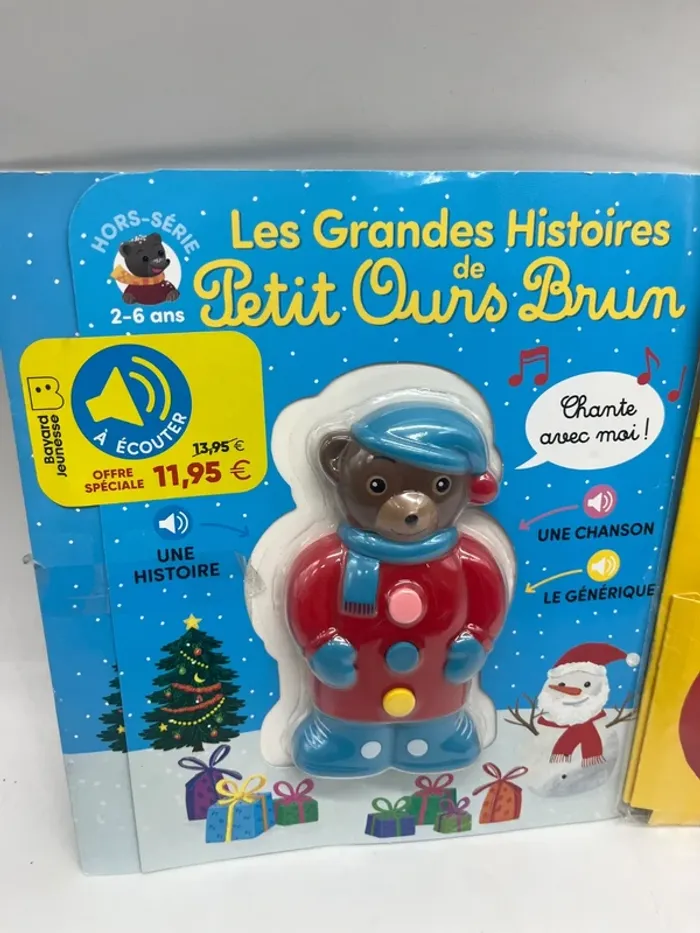 HORS-SÉRIE
2-6 ans
Les Grandes Histoires
de
Petit Ours Brun
Bayard
Jeunesse
À ÉCOUTER
13,95 €
OFFRE
SPÉCIALE
11,95 €
Chante
avec moi !
UNE
HISTOIRE
UNE CHANSON
LE GÉNÉRIQUE